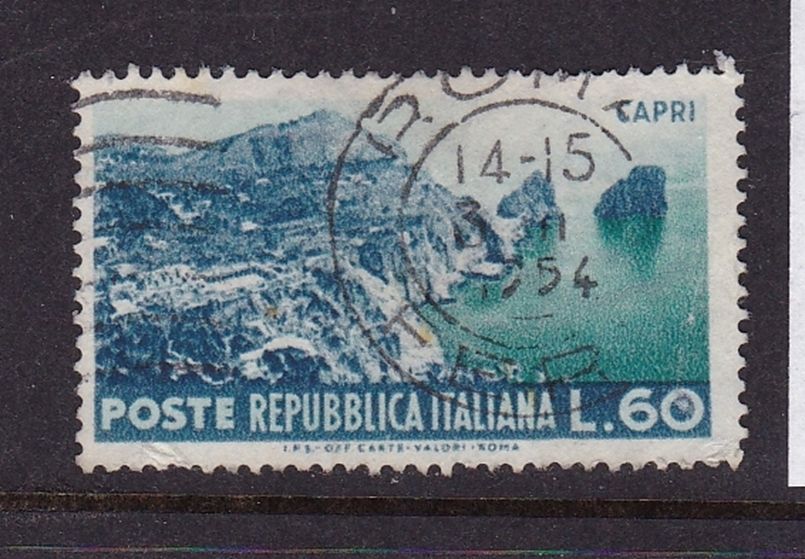 CAPRI
14-15
1954
POSTE REPUBBLICA ITALIANA L.60
I.P.S.-OFF. CARTE-VALORI-ROMA